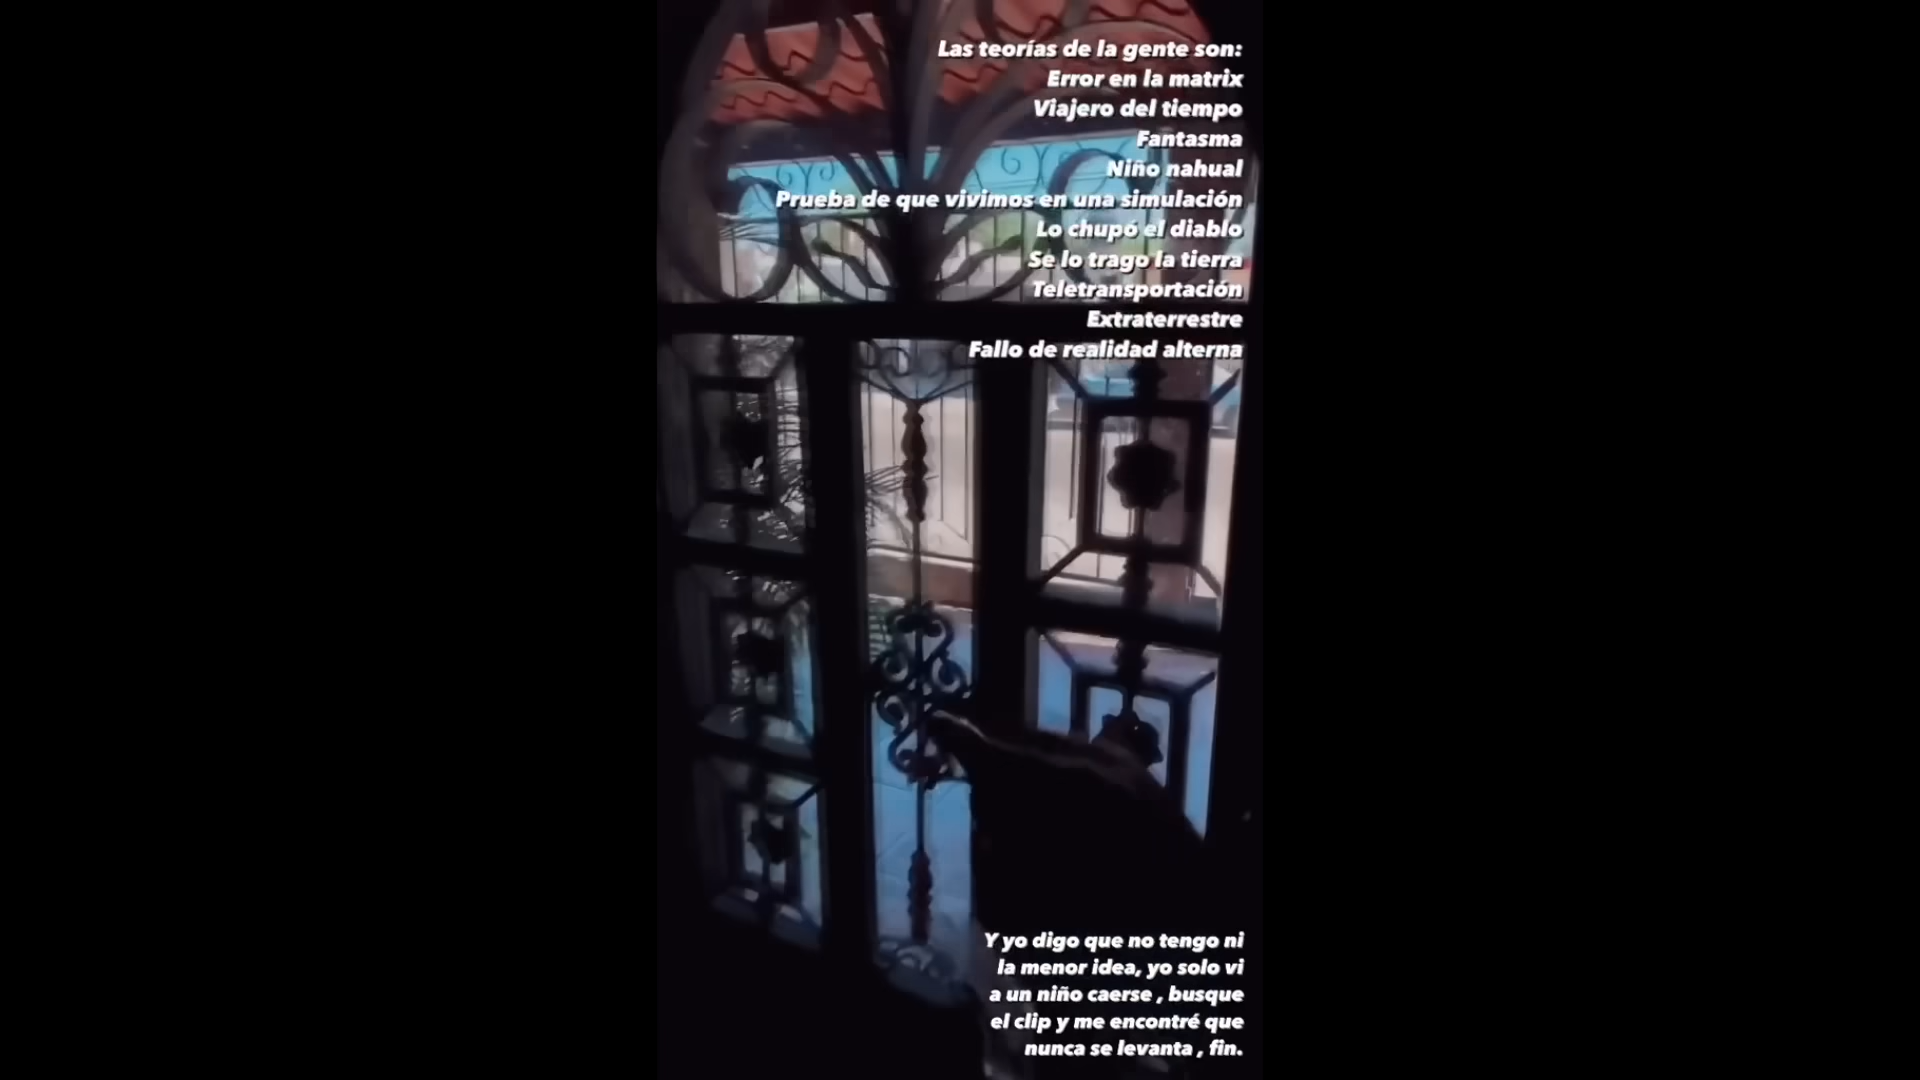 Las teorías de la gente son:
Error en la matrix
Viajero del tiempo
Fantasma
Niño nahual
Prueba de que vivimos en una simulación
Lo chupó el diablo
Se lo trago la tierra
Teletransportación
Extraterrestre
Fallo de realidad alterna
Y yo digo que no tengo ni
la menor idea, yo solo vi
a un niño caerse , busque
el clip y me encontré que
nunca se levanta , fin.